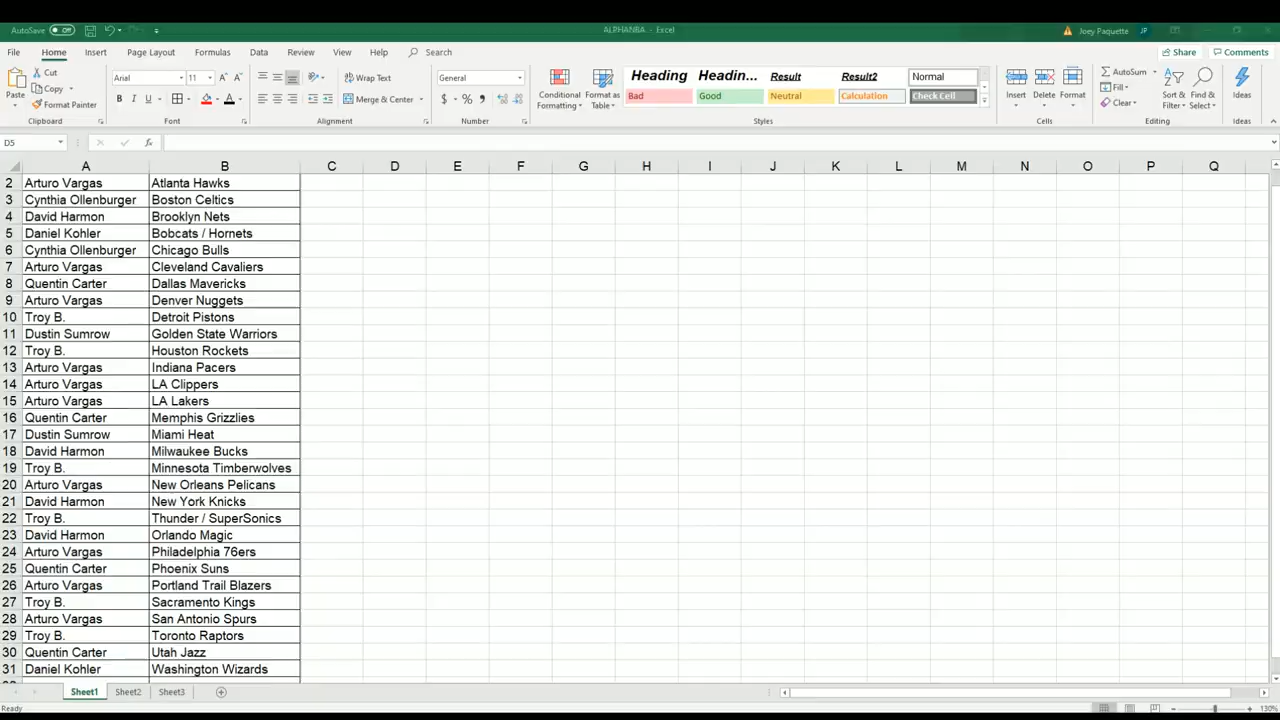 AutoSave Off
ALPHANBA. - Excel
Joey Paquette JP
File Home Insert Page Layout Formulas Data Review View Help Search Share Comments
Paste Cut Copy Format Painter Clipboard
Arial 11 A A B I U A Font
Wrap Text Merge & Center Alignment
General $ % , Number
Conditional Formatting Format as Table
Heading Headin... Result Result2 Normal
Bad Good Neutral Calculation Check Cell
Styles
Insert Delete Format Cells
AutoSum Fill Clear Sort & Filter Find & Select Editing
Ideas Ideas
D5 fx
A B C D E F G H I J K L M N O P Q
2 Arturo Vargas Atlanta Hawks
3 Cynthia Ollenburger Boston Celtics
4 David Harmon Brooklyn Nets
5 Daniel Kohler Bobcats / Hornets
6 Cynthia Ollenburger Chicago Bulls
7 Arturo Vargas Cleveland Cavaliers
8 Quentin Carter Dallas Mavericks
9 Arturo Vargas Denver Nuggets
10 Troy B. Detroit Pistons
11 Dustin Sumrow Golden State Warriors
12 Troy B. Houston Rockets
13 Arturo Vargas Indiana Pacers
14 Arturo Vargas LA Clippers
15 Arturo Vargas LA Lakers
16 Quentin Carter Memphis Grizzlies
17 Dustin Sumrow Miami Heat
18 David Harmon Milwaukee Bucks
19 Troy B. Minnesota Timberwolves
20 Arturo Vargas New Orleans Pelicans
21 David Harmon New York Knicks
22 Troy B. Thunder / SuperSonics
23 David Harmon Orlando Magic
24 Arturo Vargas Philadelphia 76ers
25 Quentin Carter Phoenix Suns
26 Arturo Vargas Portland Trail Blazers
27 Troy B. Sacramento Kings
28 Arturo Vargas San Antonio Spurs
29 Troy B. Toronto Raptors
30 Quentin Carter Utah Jazz
31 Daniel Kohler Washington Wizards
Sheet1 Sheet2 Sheet3
Ready 130%